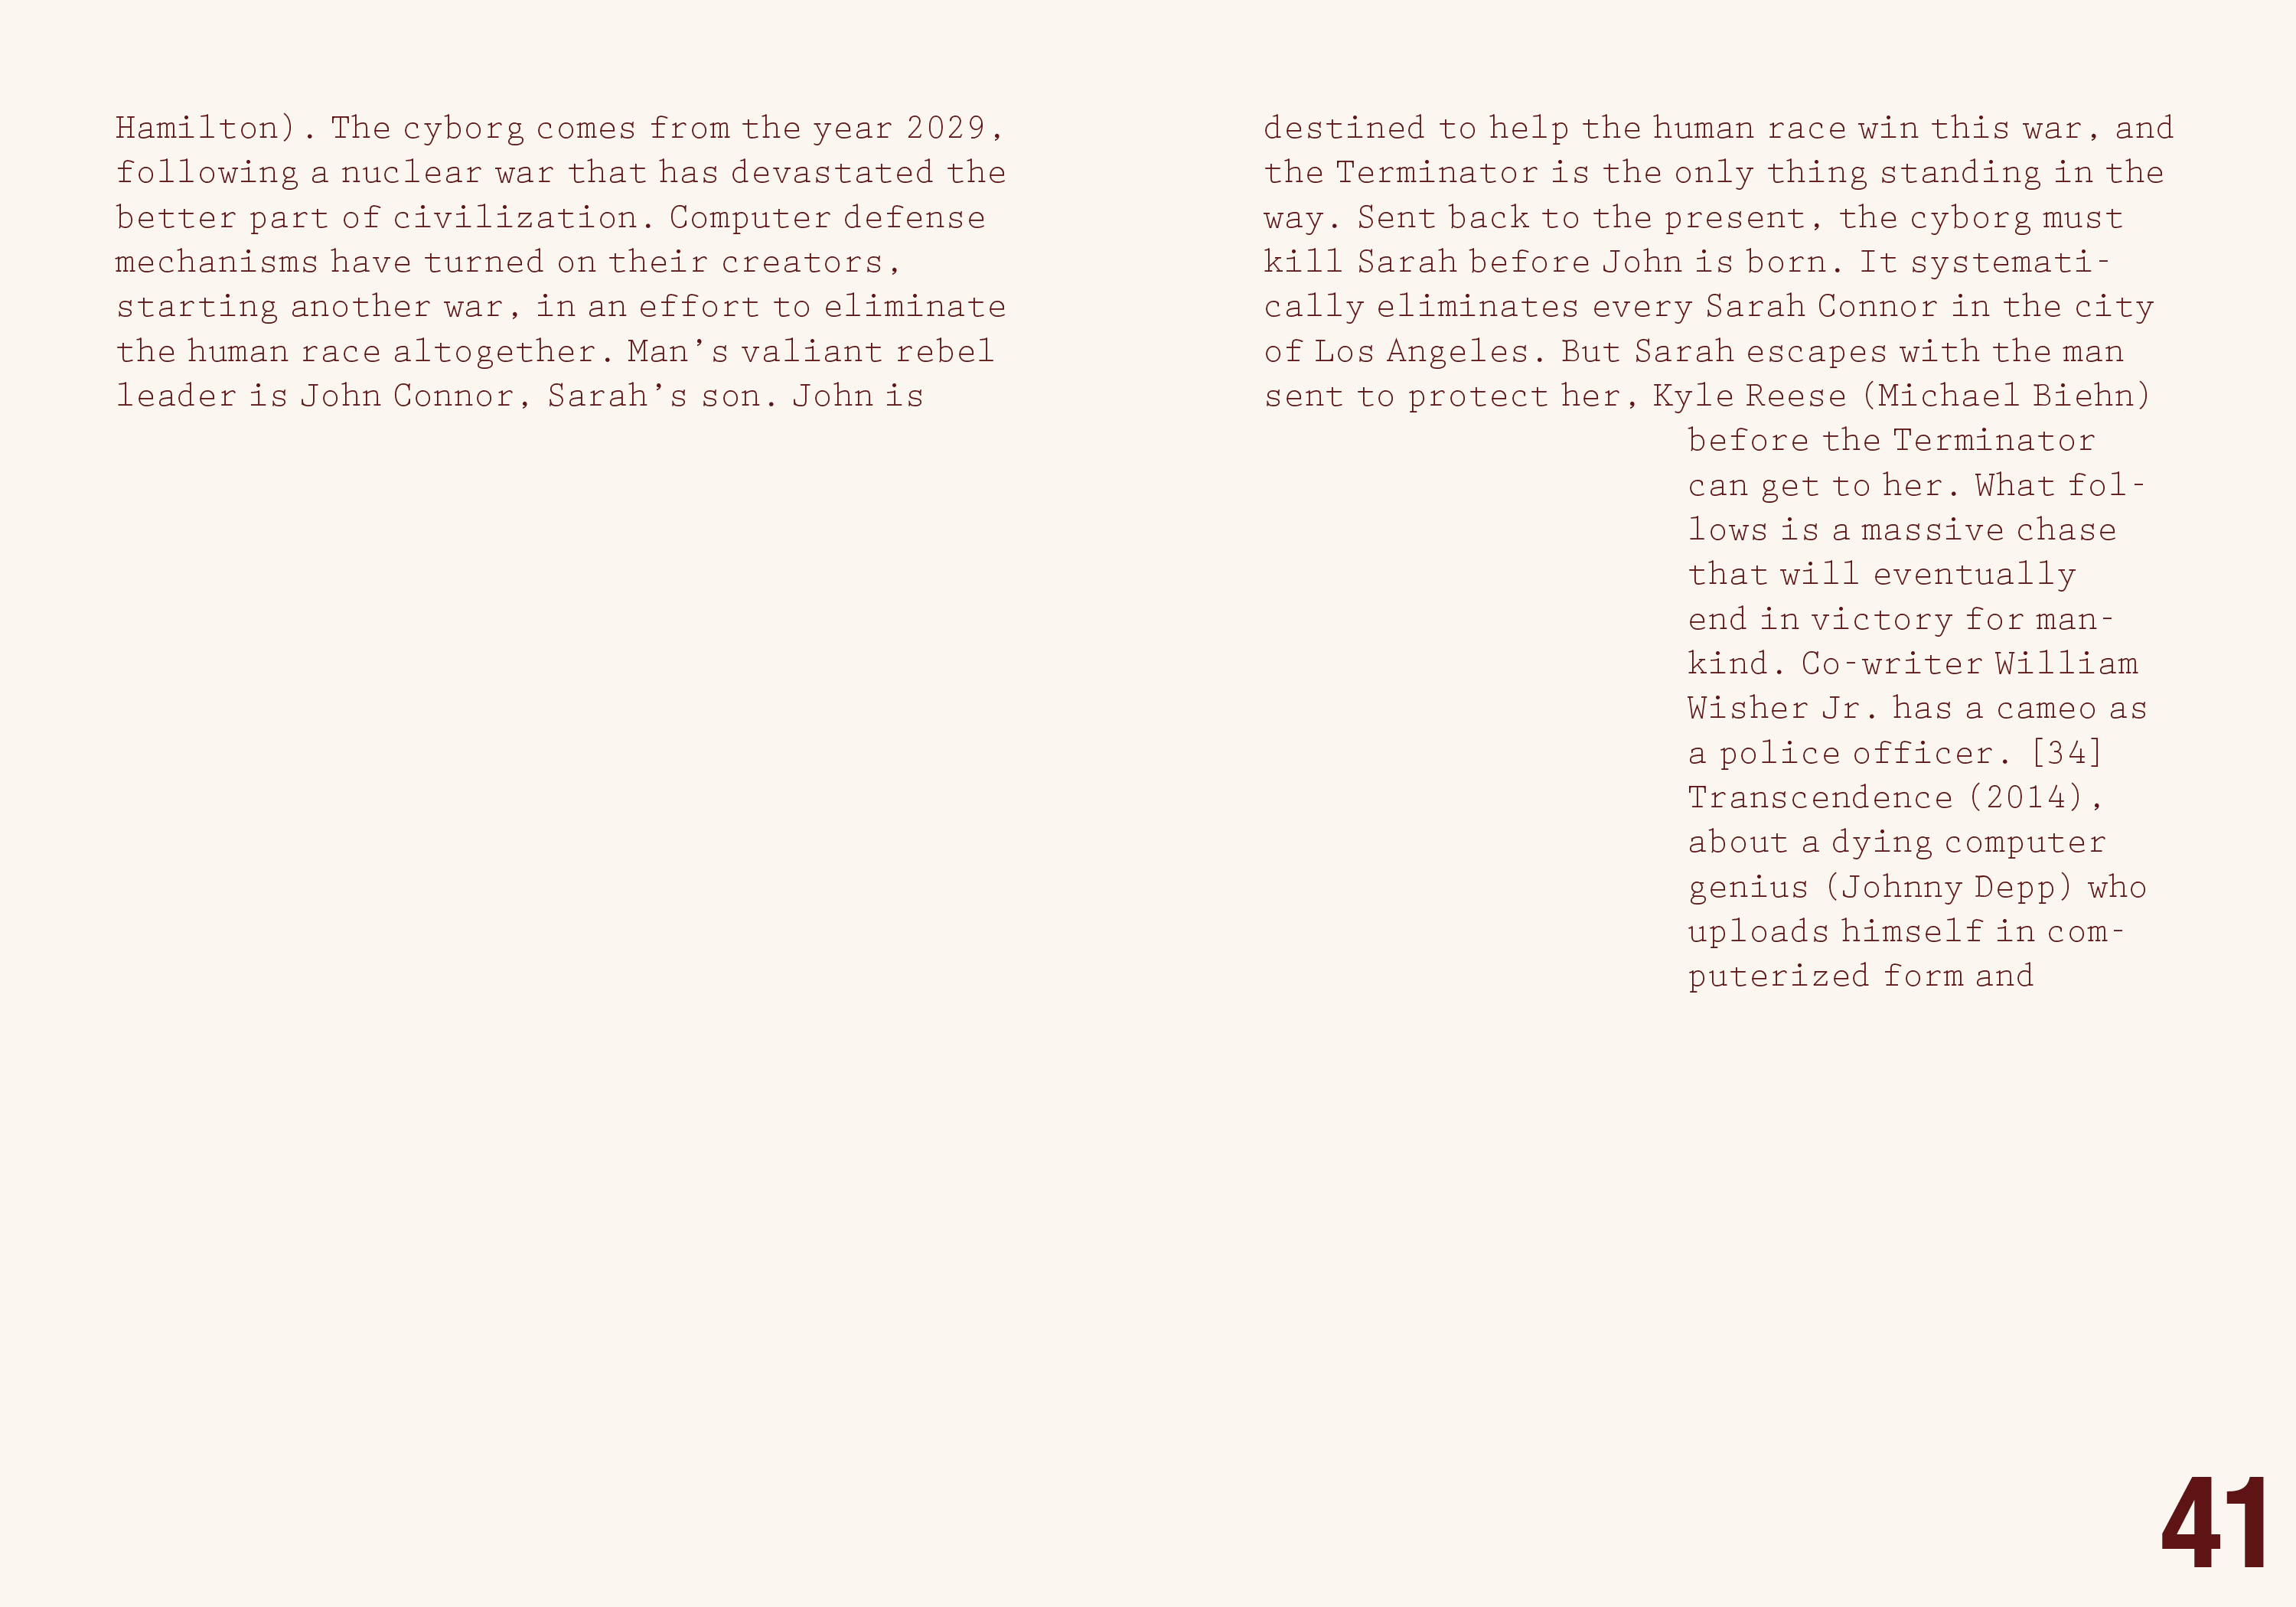 Hamilton). The cyborg comes from the year 2029,
following a nuclear war that has devastated the
better part of civilization. Computer defense
mechanisms have turned on their creators,
starting another war, in an effort to eliminate
the human race altogether. Man’s valiant rebel
leader is John Connor, Sarah’s son. John is
destined to help the human race win this war, and
the Terminator is the only thing standing in the
way. Sent back to the present, the cyborg must
kill Sarah before John is born. It systemati-
cally eliminates every Sarah Connor in the city
of Los Angeles. But Sarah escapes with the man
sent to protect her, Kyle Reese (Michael Biehn)
before the Terminator
can get to her. What fol-
lows is a massive chase
that will eventually
end in victory for man-
kind. Co-writer William
Wisher Jr. has a cameo as
a police officer. [34]
Transcendence (2014),
about a dying computer
genius (Johnny Depp) who
uploads himself in com-
puterized form and
41